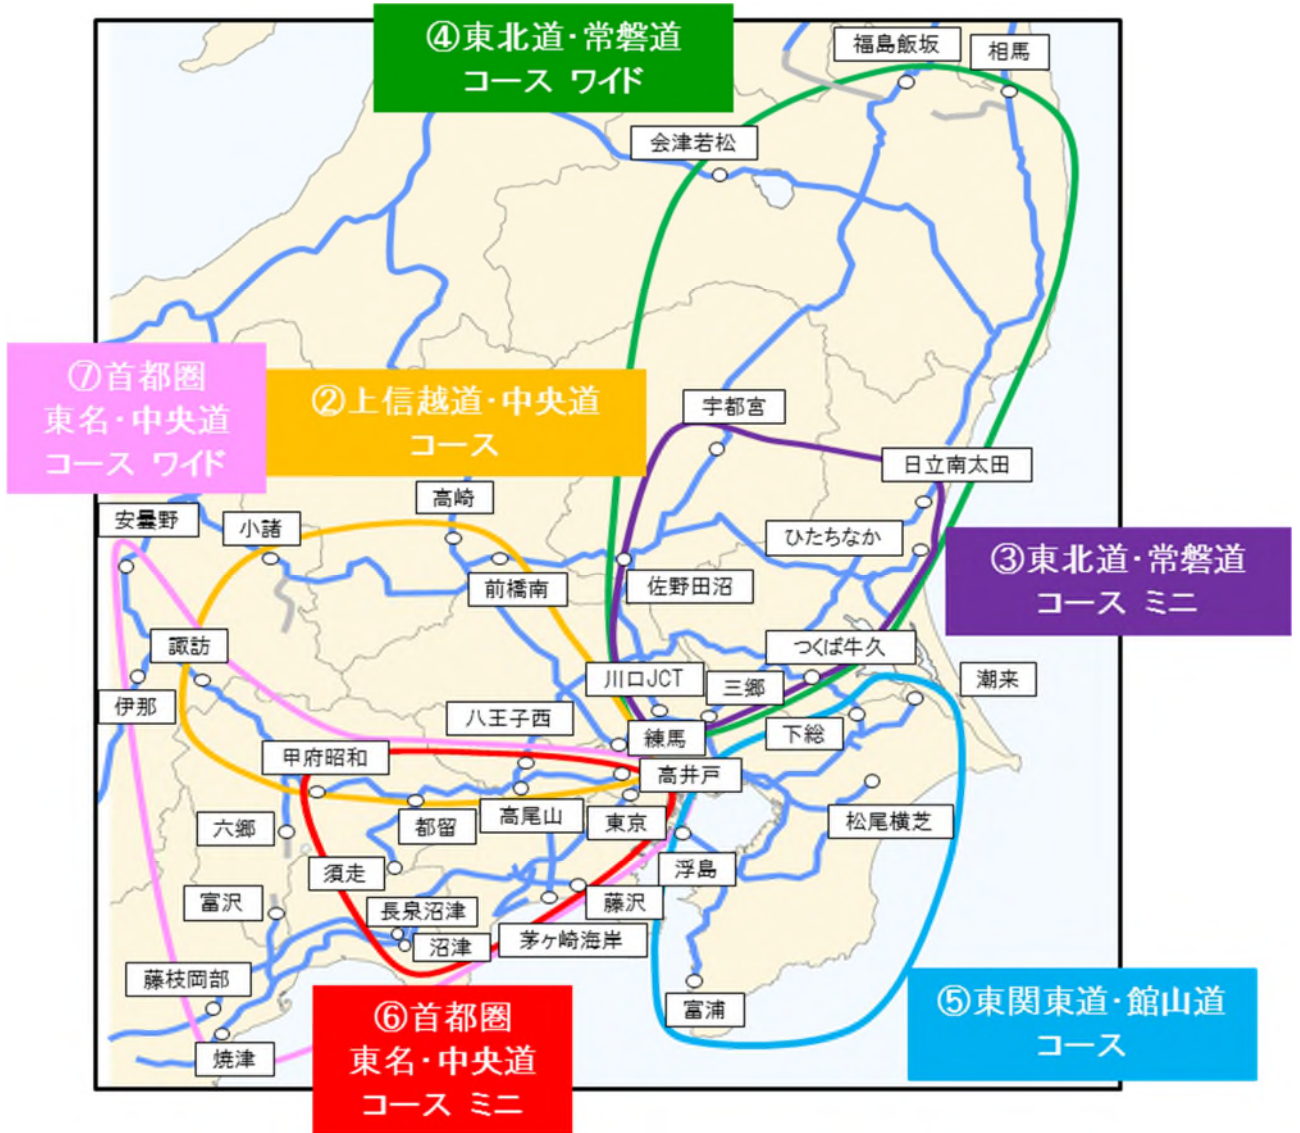 ④東北道・常磐道
コース ワイド
福島飯坂
相馬
会津若松
⑦首都圏
東名・中央道
コース ワイド
②上信越道・中央道
コース
宇都宮
日立南太田
高崎
安曇野
小諸
ひたちなか
③東北道・常磐道
コース ミニ
前橋南
佐野田沼
諏訪
つくば牛久
川口JCT
三郷
潮来
伊那
八王子西
練馬
下総
甲府昭和
高井戸
六郷
都留
高尾山
東京
松尾横芝
須走
浮島
富沢
長泉沼津
藤沢
沼津
茅ヶ崎海岸
藤枝岡部
富浦
⑤東関東道・館山道
コース
焼津
⑥首都圏
東名・中央道
コース ミニ